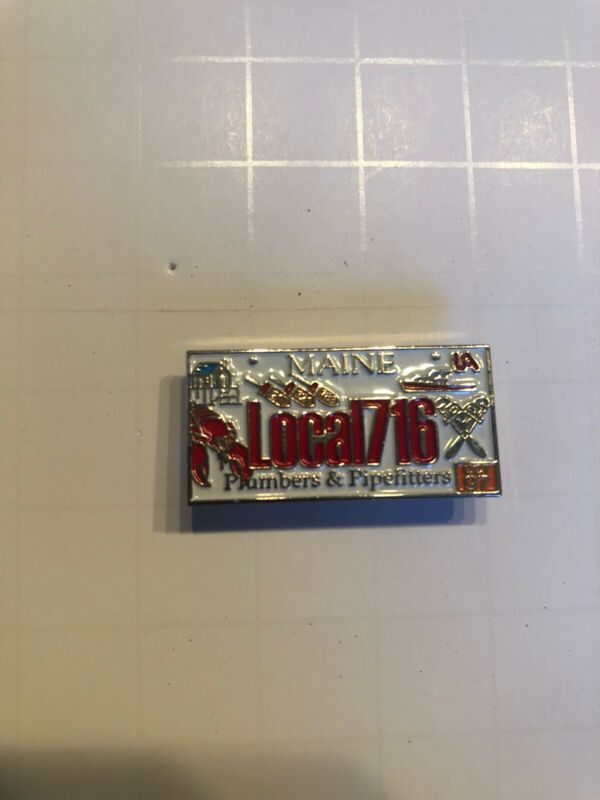 MAINE
UA
Local 716
Plumbers & Pipefitters